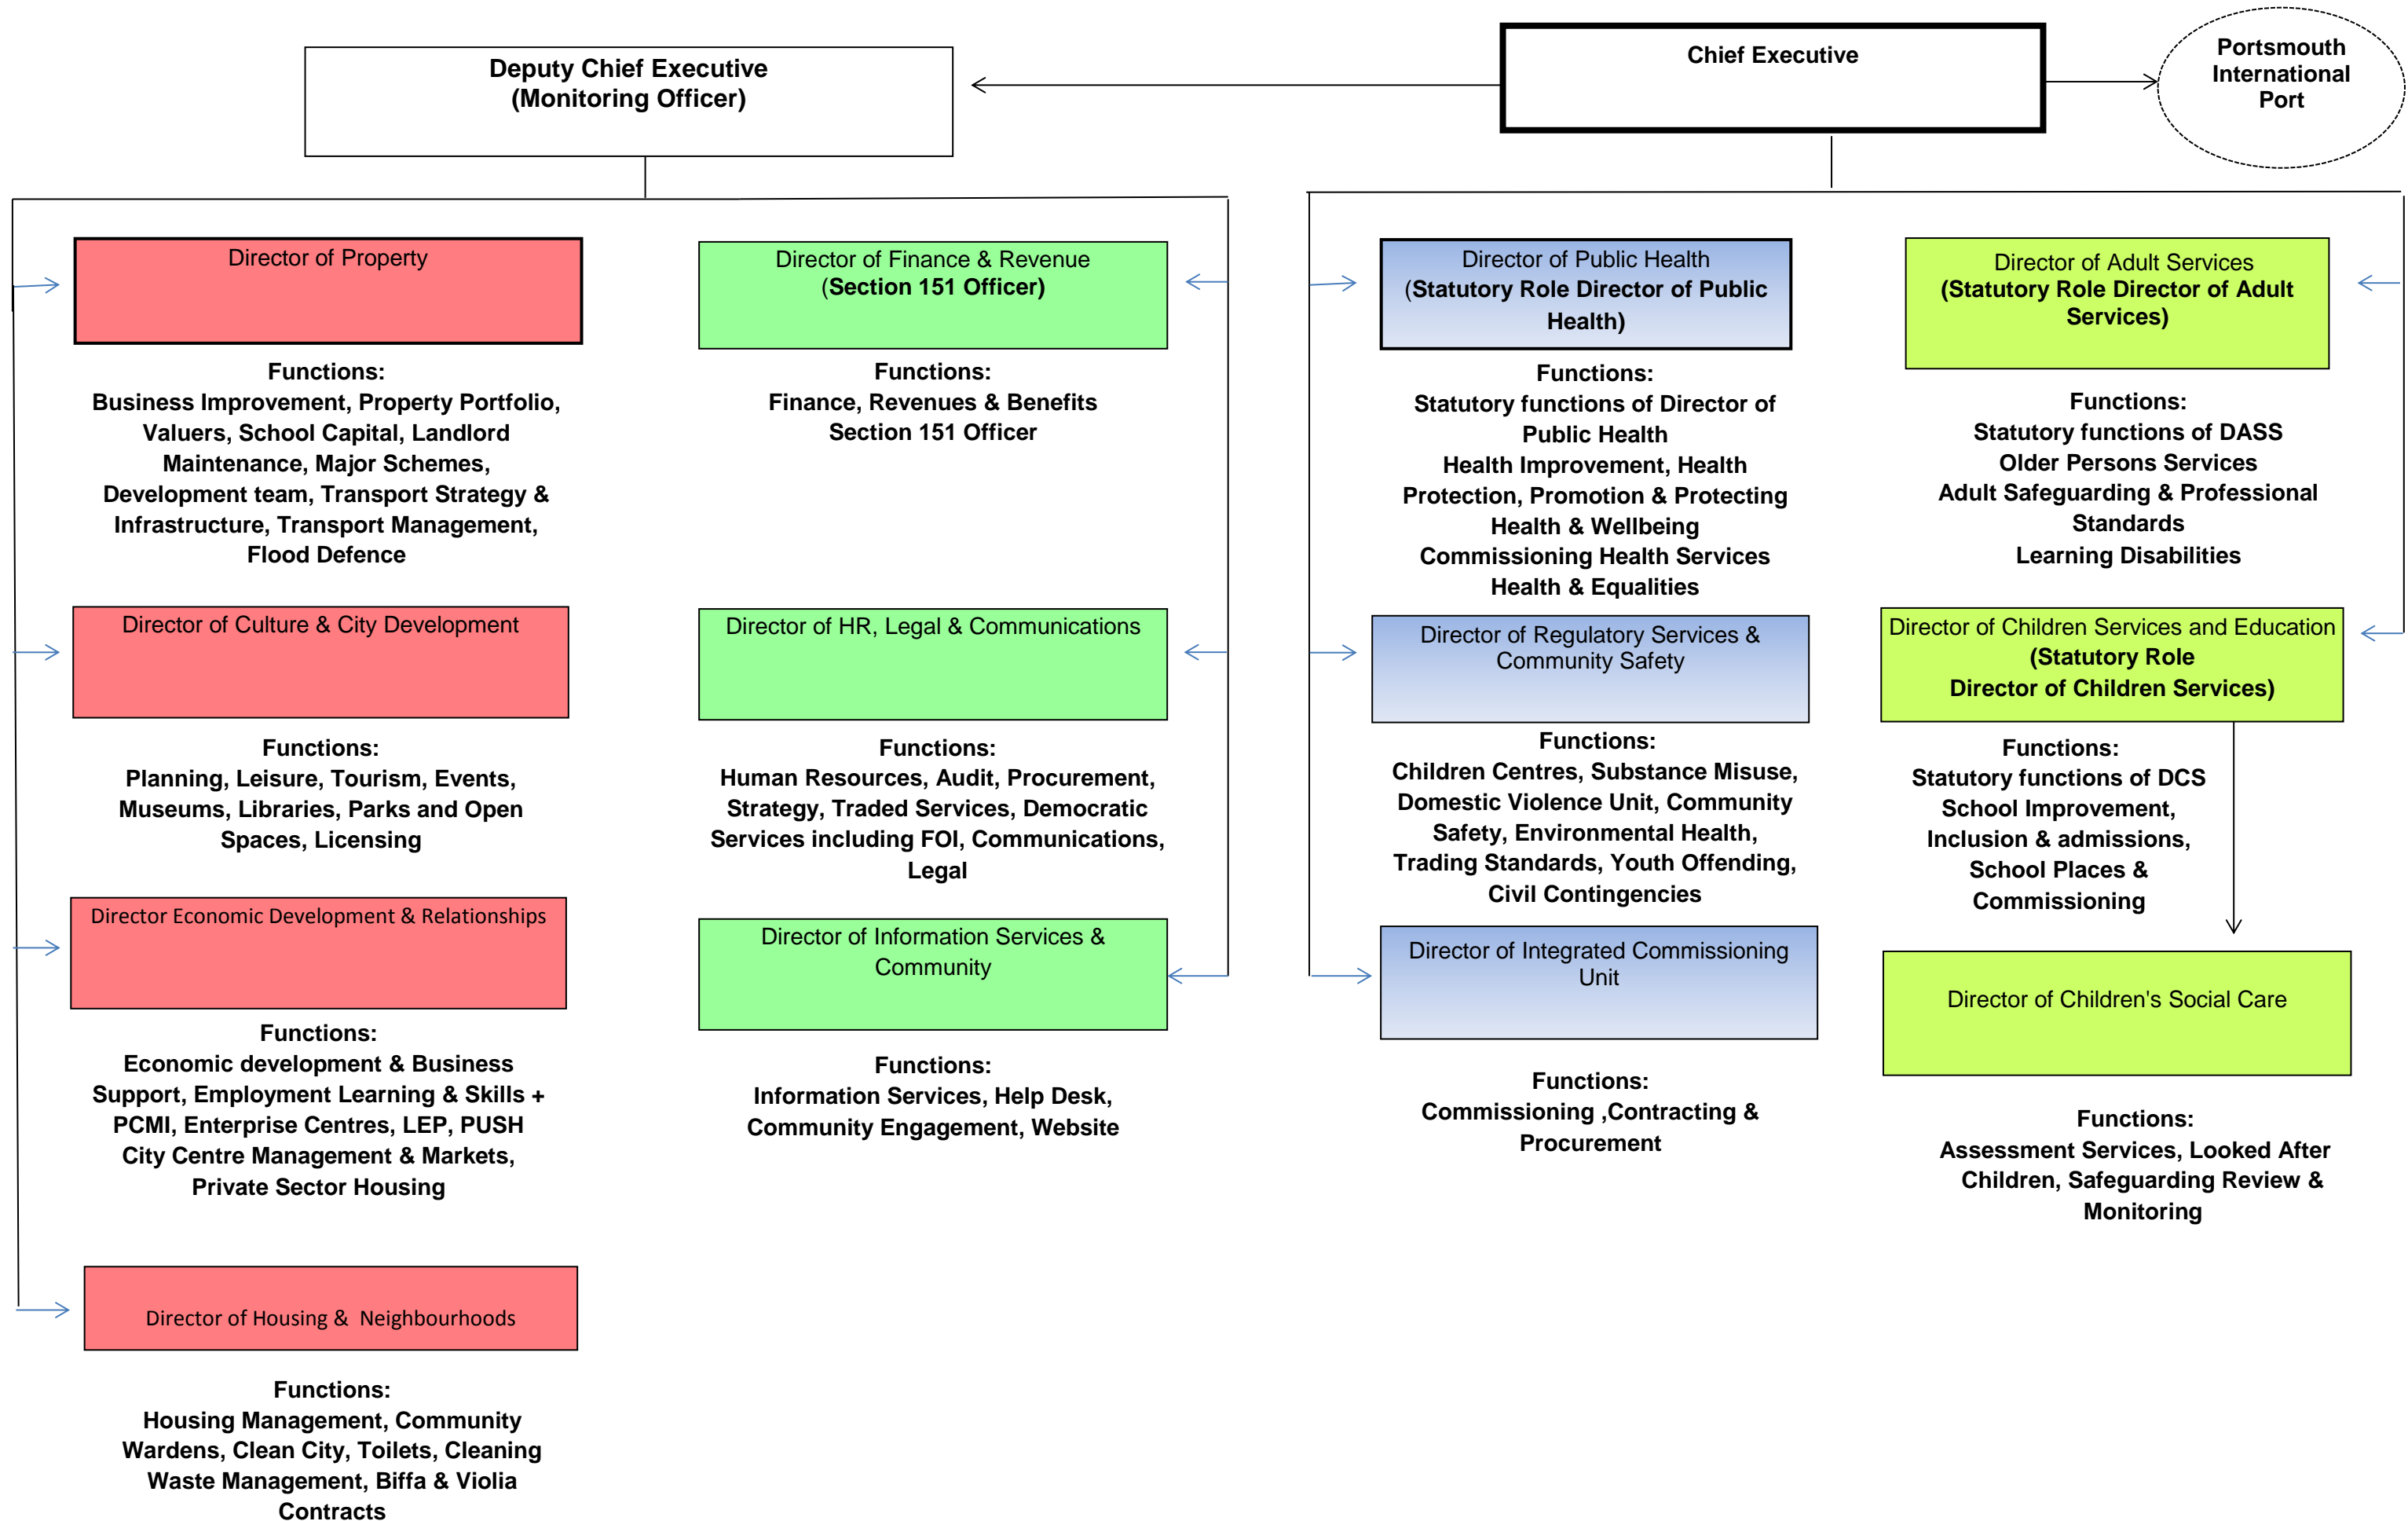 Deputy Chief Executive
(Monitoring Officer)
Chief Executive
Portsmouth
International
Port
Director of Property
Functions:
Business Improvement, Property Portfolio,
Valuers, School Capital, Landlord
Maintenance, Major Schemes,
Development team, Transport Strategy &
Infrastructure, Transport Management,
Flood Defence
Director of Culture & City Development
Functions:
Planning, Leisure, Tourism, Events,
Museums, Libraries, Parks and Open
Spaces, Licensing
Director Economic Development & Relationships
Functions:
Economic development & Business
Support, Employment Learning & Skills +
PCMI, Enterprise Centres, LEP, PUSH
City Centre Management & Markets,
Private Sector Housing
Director of Housing & Neighbourhoods
Functions:
Housing Management, Community
Wardens, Clean City, Toilets, Cleaning
Waste Management, Biffa & Violia
Contracts
Director of Finance & Revenue
(Section 151 Officer)
Functions:
Finance, Revenues & Benefits
Section 151 Officer
Director of HR, Legal & Communications
Functions:
Human Resources, Audit, Procurement,
Strategy, Traded Services, Democratic
Services including FOI, Communications,
Legal
Director of Information Services &
Community
Functions:
Information Services, Help Desk,
Community Engagement, Website
Director of Public Health
(Statutory Role Director of Public
Health)
Functions:
Statutory functions of Director of
Public Health
Health Improvement, Health
Protection, Promotion & Protecting
Health & Wellbeing
Commissioning Health Services
Health & Equalities
Director of Regulatory Services &
Community Safety
Functions:
Children Centres, Substance Misuse,
Domestic Violence Unit, Community
Safety, Environmental Health,
Trading Standards, Youth Offending,
Civil Contingencies
Director of Integrated Commissioning
Unit
Functions:
Commissioning ,Contracting &
Procurement
Director of Adult Services
(Statutory Role Director of Adult
Services)
Functions:
Statutory functions of DASS
Older Persons Services
Adult Safeguarding & Professional
Standards
Learning Disabilities
Director of Children Services and Education
(Statutory Role
Director of Children Services)
Functions:
Statutory functions of DCS
School Improvement,
Inclusion & admissions,
School Places &
Commissioning
Director of Children's Social Care
Functions:
Assessment Services, Looked After
Children, Safeguarding Review &
Monitoring